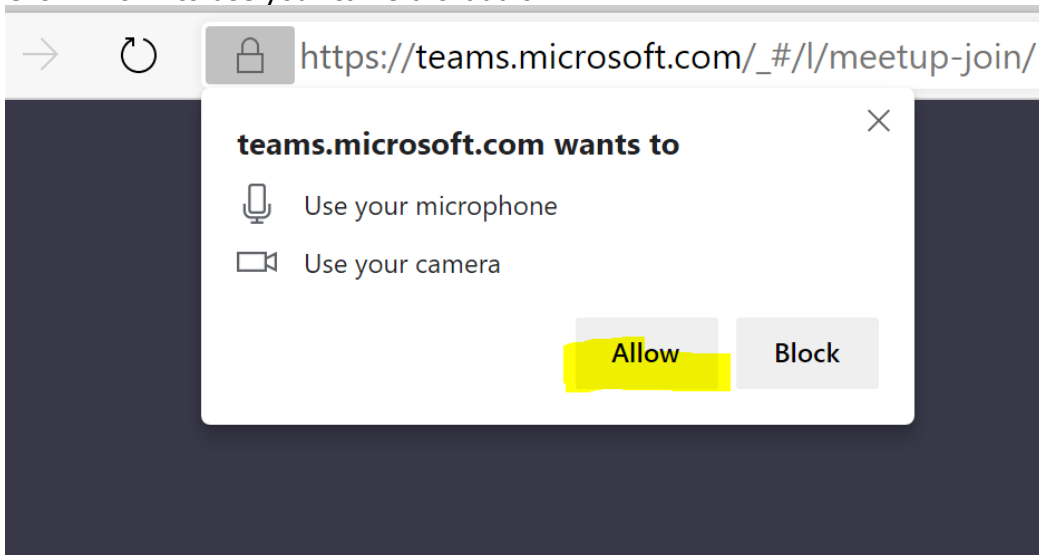 https://teams.microsoft.com/_#/l/meetup-join/
teams.microsoft.com wants to
Use your microphone
Use your camera
Allow Block